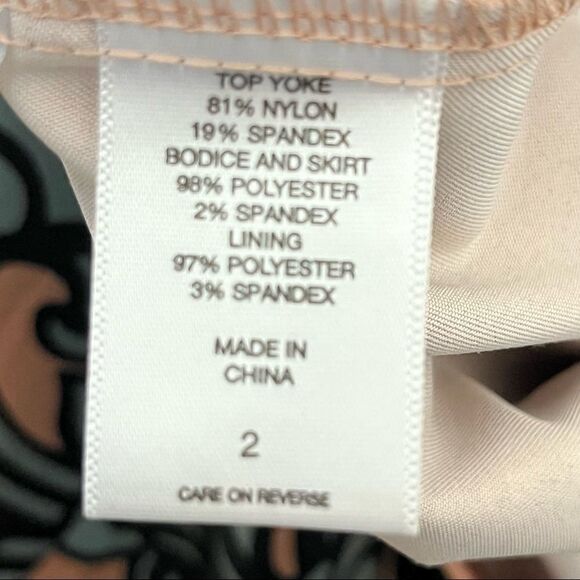 TOP YOKE
81% NYLON
19% SPANDEX
BODICE AND SKIRT
98% POLYESTER
2% SPANDEX
LINING
97% POLYESTER
3% SPANDEX
MADE IN
CHINA
2
CARE ON REVERSE